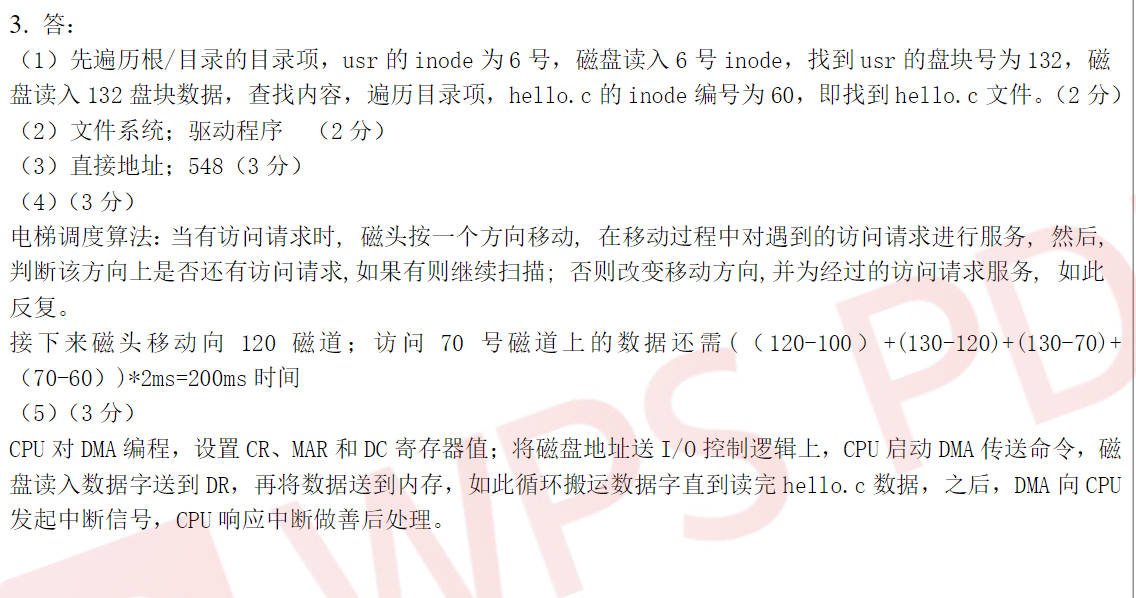 3. 答：
（1）先遍历根/目录的目录项，usr 的 inode 为 6 号，磁盘读入 6 号 inode，找到 usr 的盘块号为 132，磁
盘读入 132 盘块数据，查找内容，遍历目录项，hello.c 的 inode 编号为 60，即找到 hello.c 文件。（2 分）
（2）文件系统；驱动程序 （2 分）
（3）直接地址；548（3 分）
（4）（3 分）
电梯调度算法：当有访问请求时, 磁头按一个方向移动, 在移动过程中对遇到的访问请求进行服务, 然后,
判断该方向上是否还有访问请求,如果有则继续扫描; 否则改变移动方向,并为经过的访问请求服务, 如此
反复。
接下来磁头移动向 120 磁道；访问 70 号磁道上的数据还需(（120-100）+(130-120)+(130-70)+
（70-60）)*2ms=200ms 时间
（5）（3 分）
CPU 对 DMA 编程，设置 CR、MAR 和 DC 寄存器值；将磁盘地址送 I/O 控制逻辑上，CPU 启动 DMA 传送命令，磁
盘读入数据字送到 DR，再将数据送到内存，如此循环搬运数据字直到读完 hello.c 数据，之后，DMA 向 CPU
发起中断信号，CPU 响应中断做善后处理。
WPS PD